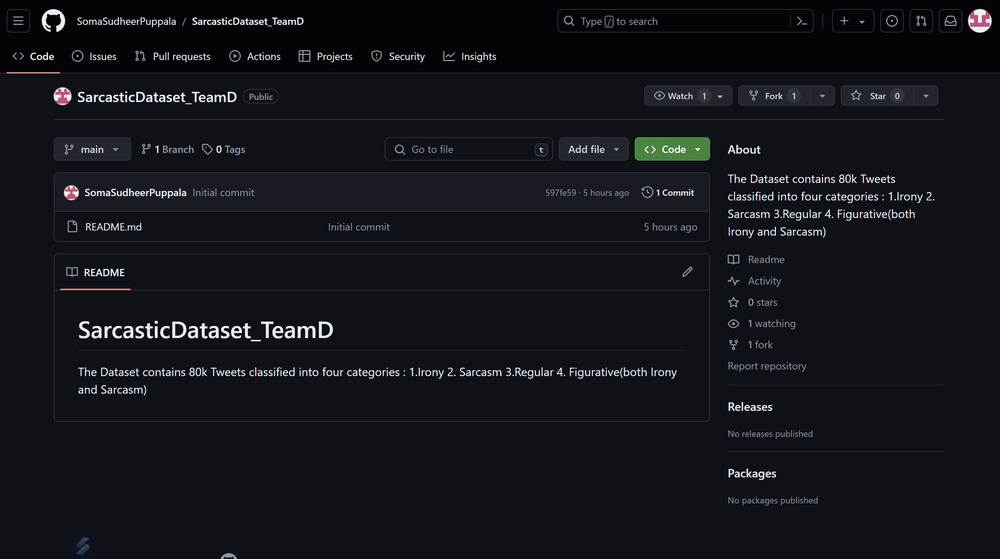 SomaSudheerPuppala / SarcasticDataset_TeamD
Type / to search
Code Issues Pull requests Actions Projects Security Insights
SarcasticDataset_TeamD Public
Watch 1 Fork 1 Star 0
main 1 Branch 0 Tags Go to file t Add file Code
SomaSudheerPuppala Initial commit 597fe59 · 5 hours ago 1 Commit
README.md Initial commit 5 hours ago
README
SarcasticDataset_TeamD
The Dataset contains 80k Tweets classified into four categories : 1.Irony 2. Sarcasm 3.Regular 4. Figurative(both Irony
and Sarcasm)
About
The Dataset contains 80k Tweets
classified into four categories : 1.Irony 2.
Sarcasm 3.Regular 4. Figurative(both
Irony and Sarcasm)
Readme
Activity
0 stars
1 watching
1 fork
Report repository
Releases
No releases published
Packages
No packages published